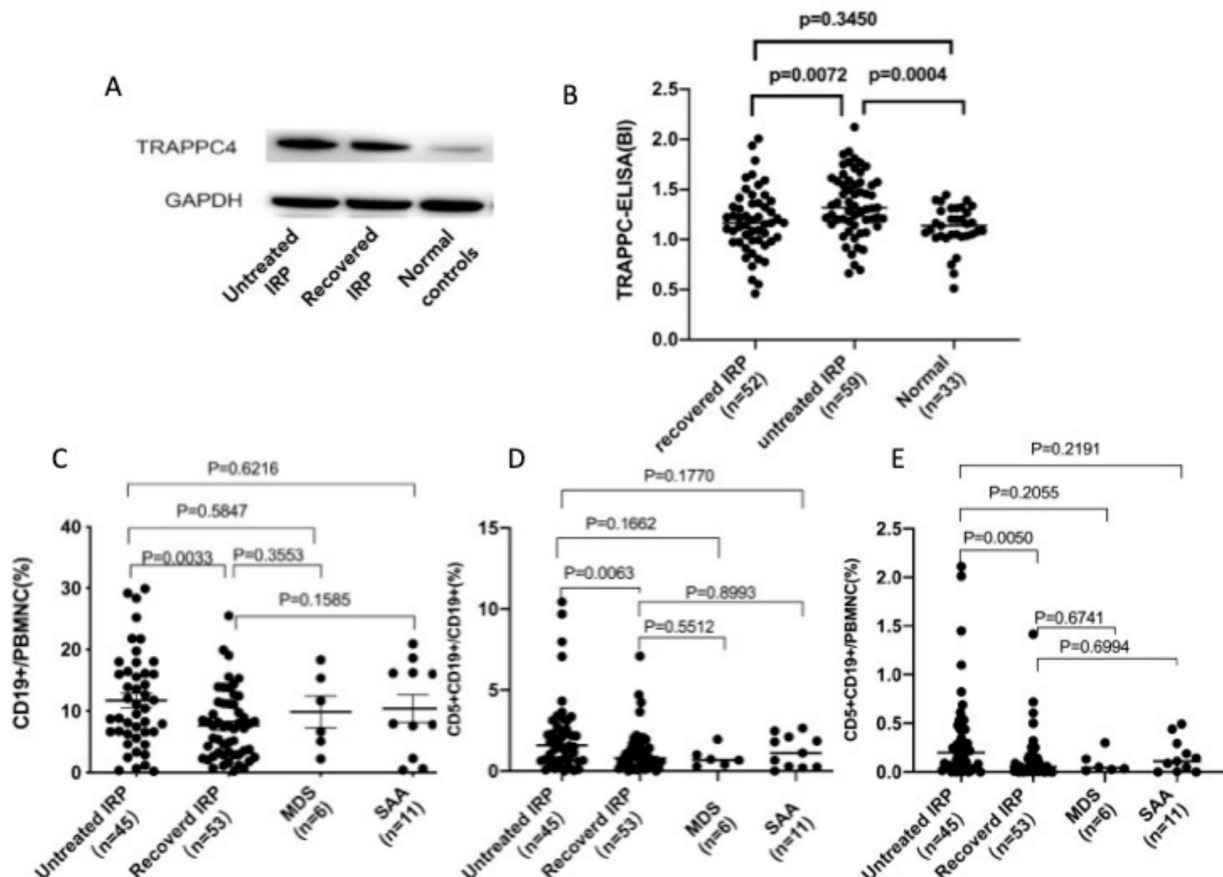 A
TRAPPC4
GAPDH
Untreated
IRP
Recovered
IRP
Normal
controls
B
p=0.3450
p=0.0072
p=0.0004
TRAPPC-ELISA(BI)
2.5
2.0
1.5
1.0
0.5
0.0
recovered IRP
(n=52)
untreated IRP
(n=59)
Normal
(n=33)
C
P=0.6216
P=0.5847
P=0.0033
P=0.3553
P=0.1585
CD19+/PBMNC(%)
40
30
20
10
0
Untreated IRP
(n=45)
Recoverd IRP
(n=53)
MDS
(n=6)
SAA
(n=11)
D
P=0.1770
P=0.1662
P=0.0063
P=0.8993
P=0.5512
CD5+CD19+/CD19+(%)
15
10
5
0
Untreated IRP
(n=45)
Recoverd IRP
(n=53)
MDS
(n=6)
SAA
(n=11)
E
P=0.2191
P=0.2055
P=0.0050
P=0.6741
P=0.6994
CD5+CD19+/PBMNC(%)
2.5
2.0
1.5
1.0
0.5
0.0
Untreated IRP
(n=45)
Recoverd IRP
(n=53)
MDS
(n=6)
SAA
(n=11)